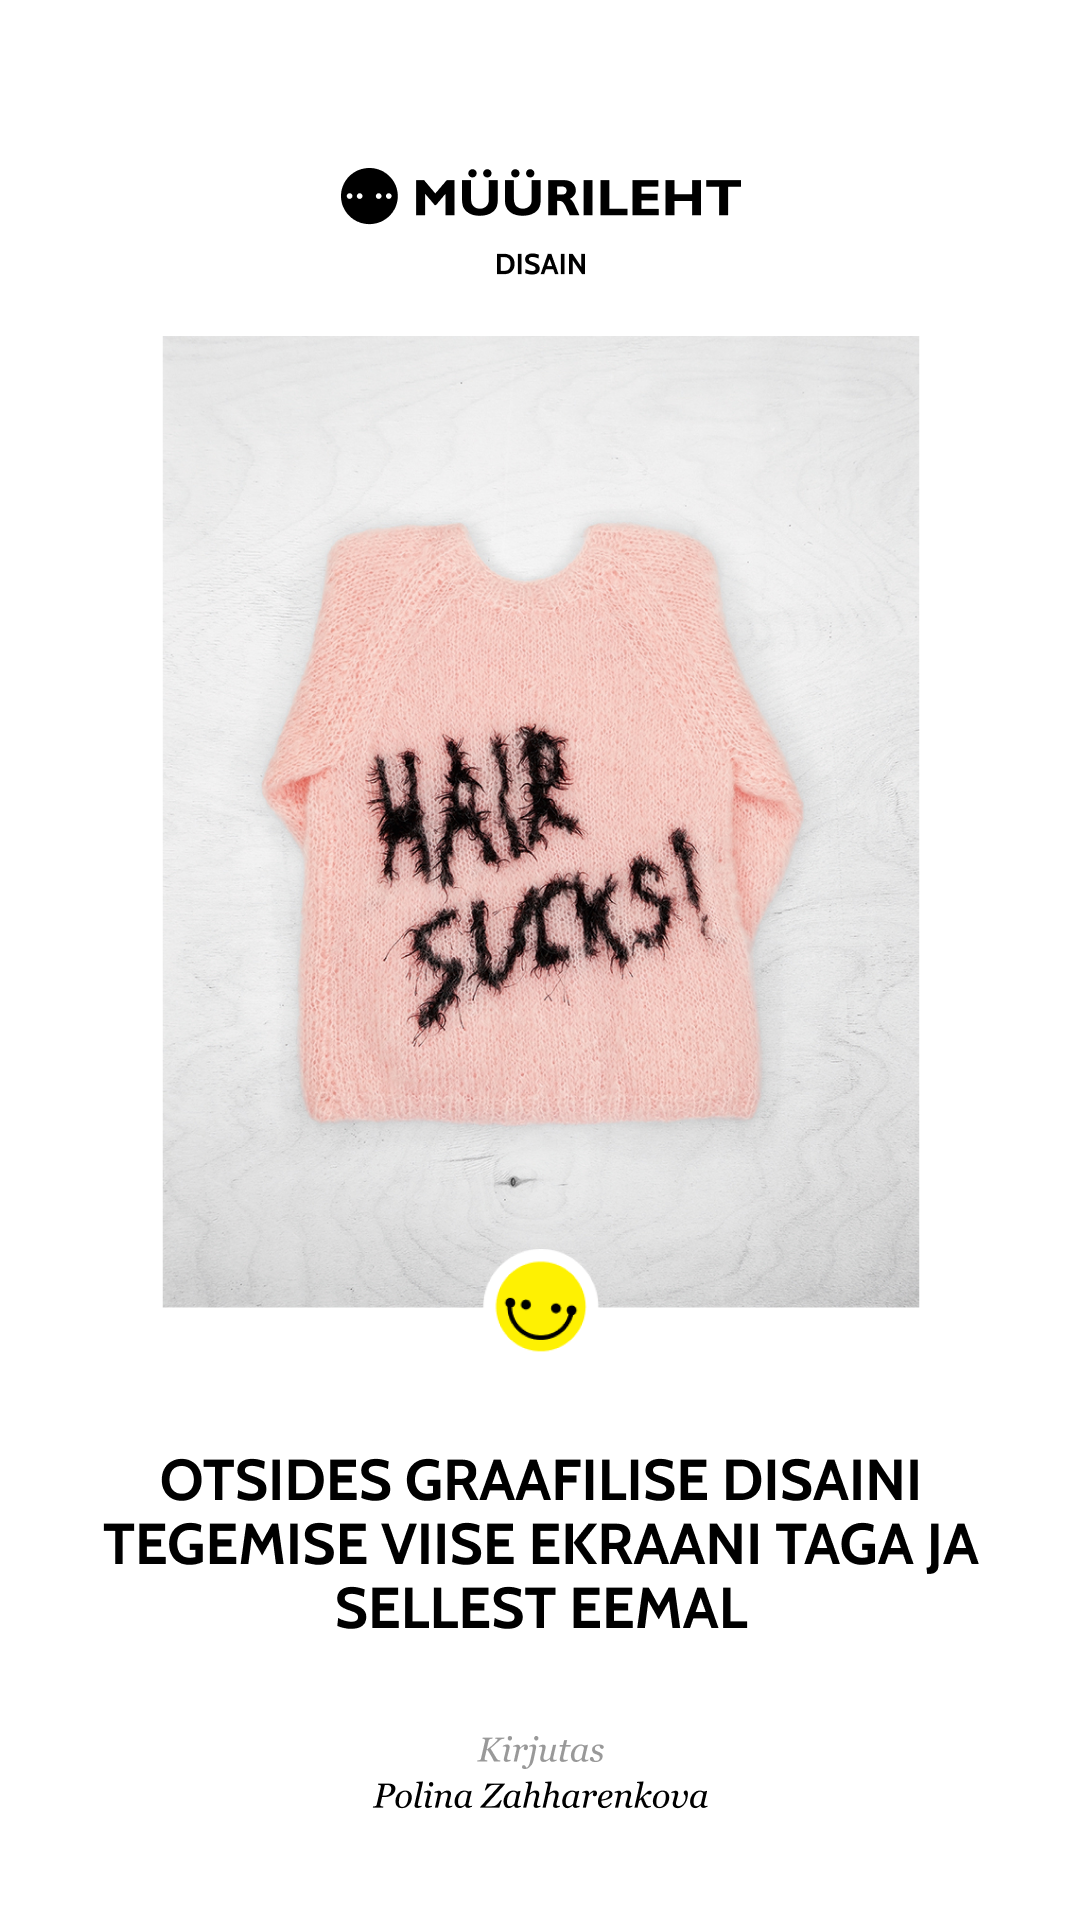 MÜÜRILEHT
DISAIN
HAIR
SUCKS!
OTSIDES GRAAFILISE DISAINI
TEGEMISE VIISE EKRAANI TAGA JA
SELLEST EEMAL
Kirjutas
Polina Zahharenkova